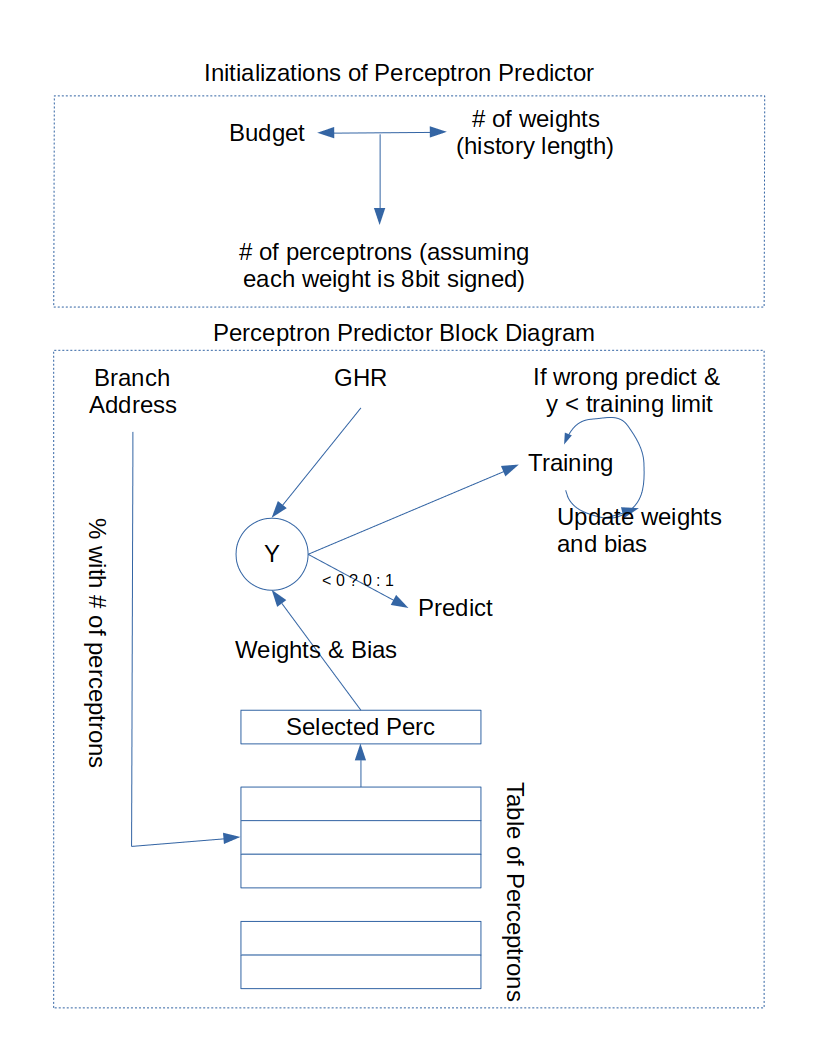 Initializations of Perceptron Predictor
Budget
# of weights
(history length)
# of perceptrons (assuming
each weight is 8bit signed)
Perceptron Predictor Block Diagram
Branch
Address
GHR
If wrong predict &
y < training limit
Training
Update weights
and bias
% with # of perceptrons
Y
< 0 ? 0 : 1
Predict
Weights & Bias
Selected Perc
Table of Perceptrons